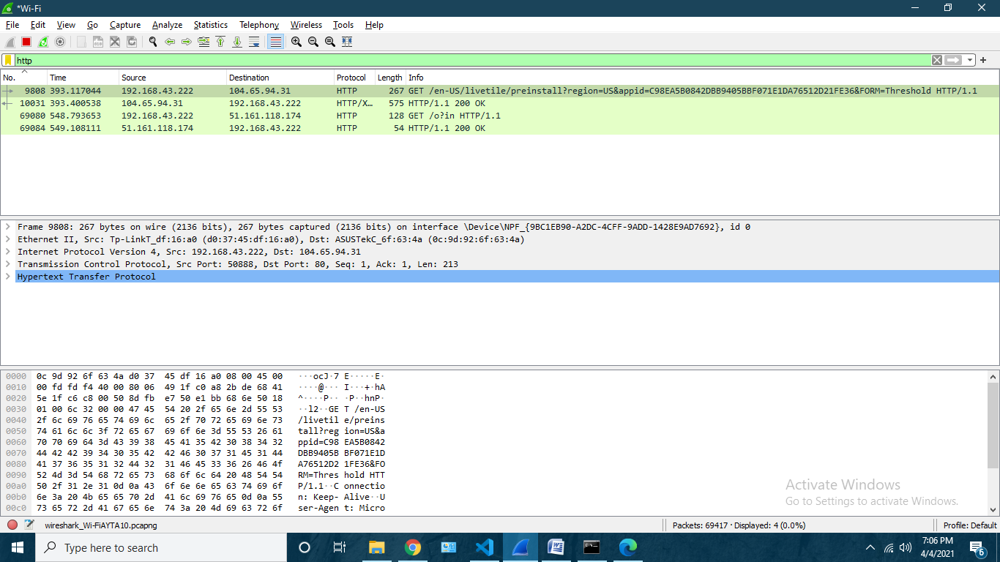 *Wi-Fi
File Edit View Go Capture Analyze Statistics Telephony Wireless Tools Help
http
No. Time Source Destination Protocol Length Info
9808 393.117044 192.168.43.222 104.65.94.31 HTTP 267 GET /en-US/livetile/preinstall?region=US&appid=C98EA5B0842DBB9405BBF071E1DA76512D21FE36&FORM=Threshold HTTP/1.1
10031 393.400538 104.65.94.31 192.168.43.222 HTTP/X… 575 HTTP/1.1 200 OK
69080 548.793653 192.168.43.222 51.161.118.174 HTTP 128 GET /o?in HTTP/1.1
69084 549.108111 51.161.118.174 192.168.43.222 HTTP 54 HTTP/1.1 200 OK
Frame 9808: 267 bytes on wire (2136 bits), 267 bytes captured (2136 bits) on interface \Device\NPF_{9BC1EB90-A2DC-4CFF-9ADD-1428E9AD7692}, id 0
Ethernet II, Src: Tp-LinkT_df:16:a0 (d0:37:45:df:16:a0), Dst: ASUSTekC_6f:63:4a (0c:9d:92:6f:63:4a)
Internet Protocol Version 4, Src: 192.168.43.222, Dst: 104.65.94.31
Transmission Control Protocol, Src Port: 50888, Dst Port: 80, Seq: 1, Ack: 1, Len: 213
Hypertext Transfer Protocol
0000 0c 9d 92 6f 63 4a d0 37 45 df 16 a0 08 00 45 00 ···ocJ·7 E·····E·
0010 00 fd fd f4 40 00 80 06 49 1f c0 a8 2b de 68 41 ····@··· I···+·hA
0020 5e 1f c6 c8 00 50 8d fb e7 50 e1 bb 68 6e 50 18 ^····P·· ·P··hnP·
0030 01 00 6c 32 00 00 47 45 54 20 2f 65 6e 2d 55 53 ··l2··GE T /en-US
0040 2f 6c 69 76 65 74 69 6c 65 2f 70 72 65 69 6e 73 /livetil e/preins
0050 74 61 6c 6c 3f 72 65 67 69 6f 6e 3d 55 53 26 61 tall?reg ion=US&a
0060 70 70 69 64 3d 43 39 38 45 41 35 42 30 38 34 32 ppid=C98 EA5B0842
0070 44 42 42 39 34 30 35 42 42 46 30 37 31 45 31 44 DBB9405B BF071E1D
0080 41 37 36 35 31 32 44 32 31 46 45 33 36 26 46 4f A76512D2 1FE36&FO
0090 52 4d 3d 54 68 72 65 73 68 6f 6c 64 20 48 54 54 RM=Thres hold HTT
00a0 50 2f 31 2e 31 0d 0a 43 6f 6e 6e 65 63 74 69 6f P/1.1··C onnectio
00b0 6e 3a 20 4b 65 65 70 2d 41 6c 69 76 65 0d 0a 55 n: Keep- Alive··U
00c0 73 65 72 2d 41 67 65 6e 74 3a 20 4d 69 63 72 6f ser-Agen t: Micro
Activate Windows
Go to Settings to activate Windows.
wireshark_Wi-FiAYTA10.pcapng Packets: 69417 · Displayed: 4 (0.0%) Profile: Default
Type here to search
7:06 PM
4/4/2021
6